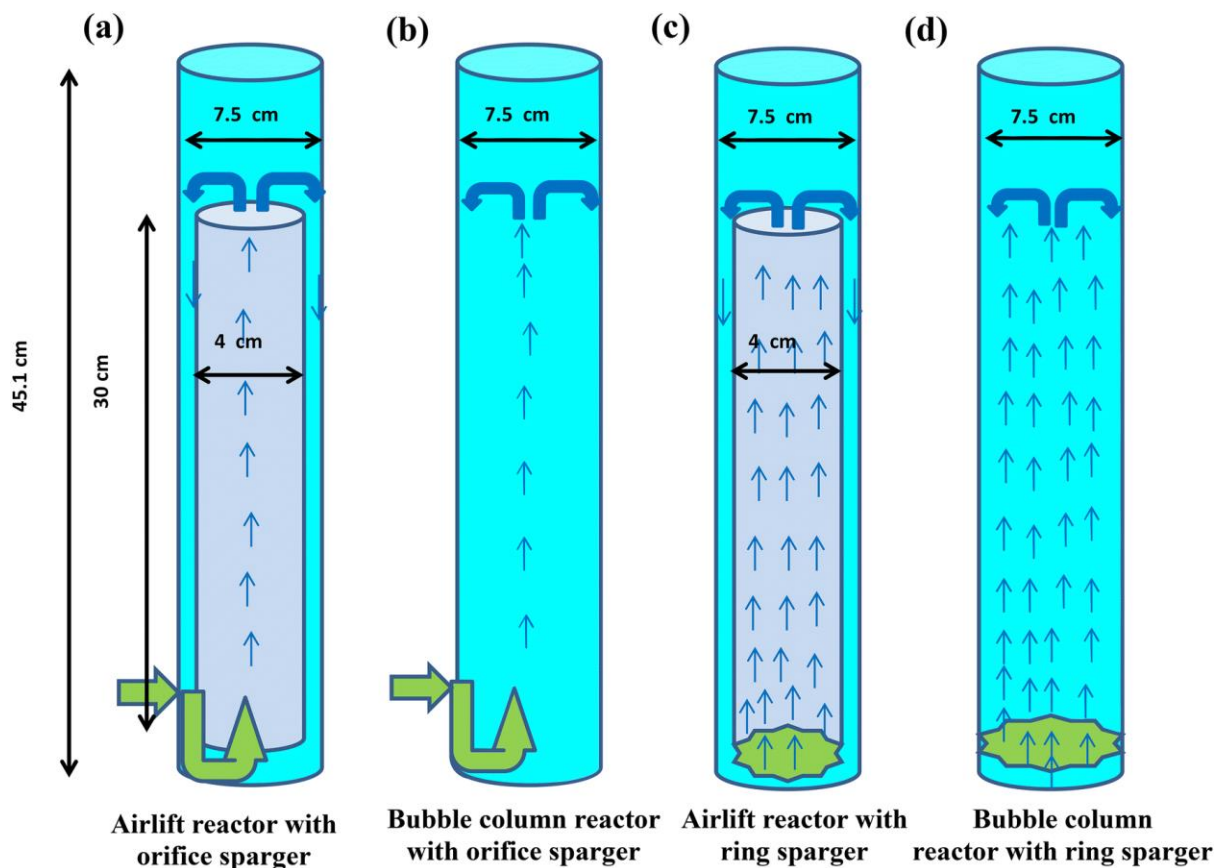 (a)
(b)
(c)
(d)
7.5 cm
7.5 cm
7.5 cm
7.5 cm
45.1 cm
30 cm
4 cm
4 cm
Airlift reactor with
orifice sparger
Bubble column reactor
with orifice sparger
Airlift reactor with
ring sparger
Bubble column
reactor with ring sparger